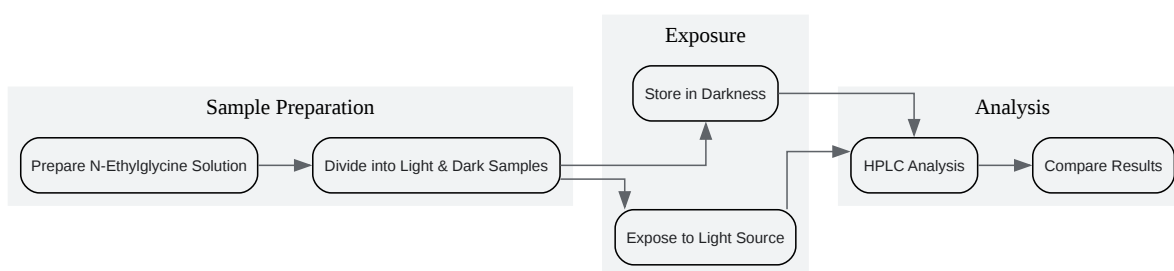 Sample Preparation
Prepare N-Ethylglycine Solution
Divide into Light & Dark Samples
Exposure
Store in Darkness
Expose to Light Source
Analysis
HPLC Analysis
Compare Results